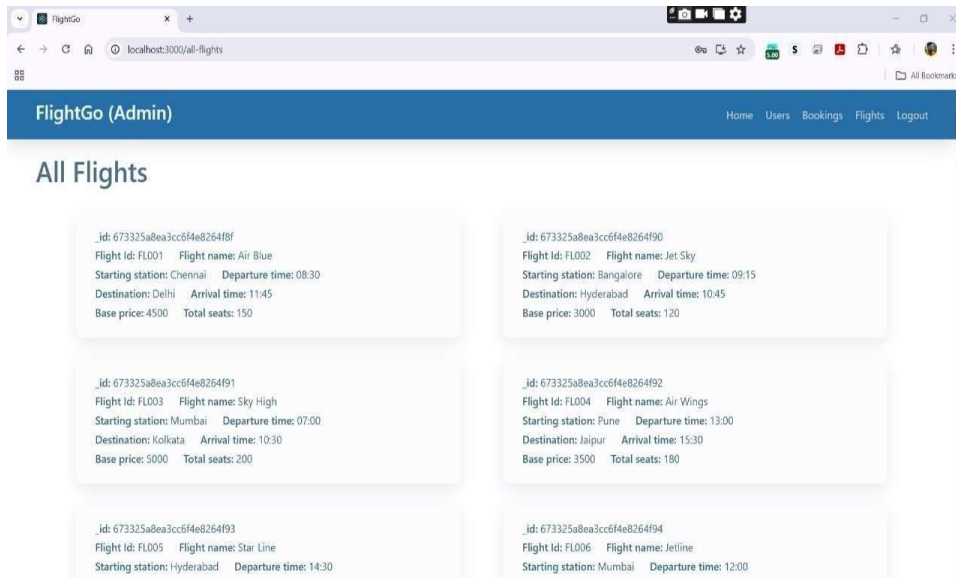 FlightGo
localhost:3000/all-flights
5.00
S
All Bookmarks
FlightGo (Admin)
Home Users Bookings Flights Logout
All Flights
_id: 673325a8ea3cc6f4e8264f8f
Flight Id: FL001 Flight name: Air Blue
Starting station: Chennai Departure time: 08:30
Destination: Delhi Arrival time: 11:45
Base price: 4500 Total seats: 150
_id: 673325a8ea3cc6f4e8264f90
Flight Id: FL002 Flight name: Jet Sky
Starting station: Bangalore Departure time: 09:15
Destination: Hyderabad Arrival time: 10:45
Base price: 3000 Total seats: 120
_id: 673325a8ea3cc6f4e8264f91
Flight Id: FL003 Flight name: Sky High
Starting station: Mumbai Departure time: 07:00
Destination: Kolkata Arrival time: 10:30
Base price: 5000 Total seats: 200
_id: 673325a8ea3cc6f4e8264f92
Flight Id: FL004 Flight name: Air Wings
Starting station: Pune Departure time: 13:00
Destination: Jaipur Arrival time: 15:30
Base price: 3500 Total seats: 180
_id: 673325a8ea3cc6f4e8264f93
Flight Id: FL005 Flight name: Star Line
Starting station: Hyderabad Departure time: 14:30
_id: 673325a8ea3cc6f4e8264f94
Flight Id: FL006 Flight name: Jetline
Starting station: Mumbai Departure time: 12:00